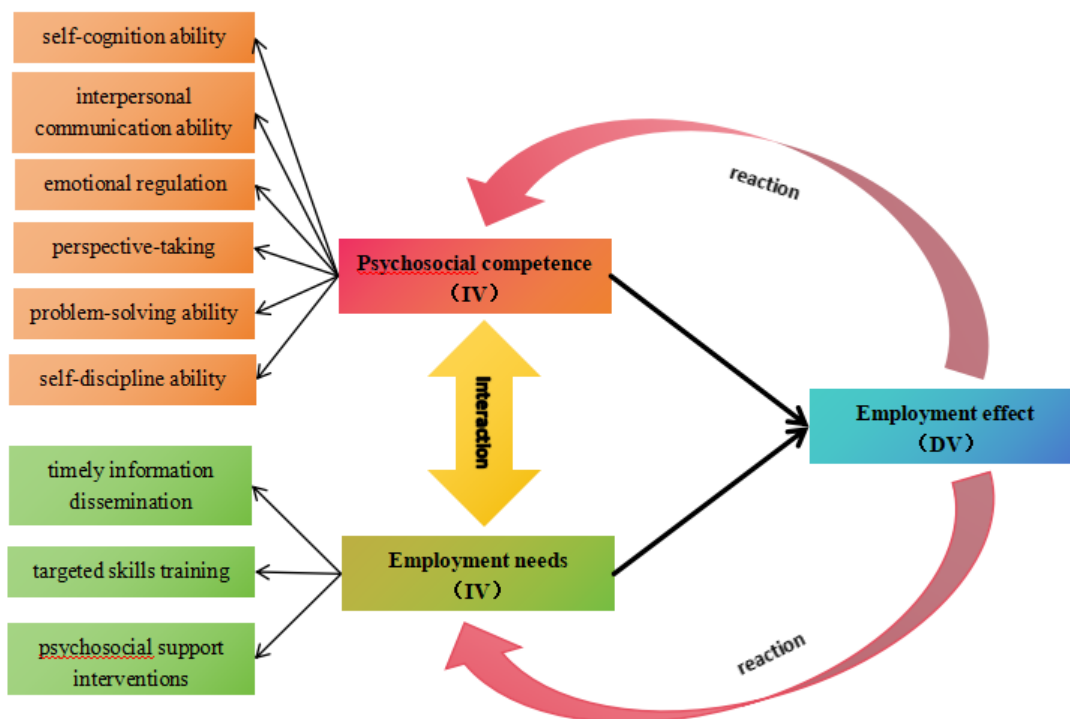 self-cognition ability
interpersonal
communication ability
emotional regulation
perspective-taking
problem-solving ability
self-discipline ability
timely information
dissemination
targeted skills training
psychosocial support
interventions
Psychosocial competence
（IV）
Interaction
Employment needs
（IV）
reaction
Employment effect
（DV）
reaction